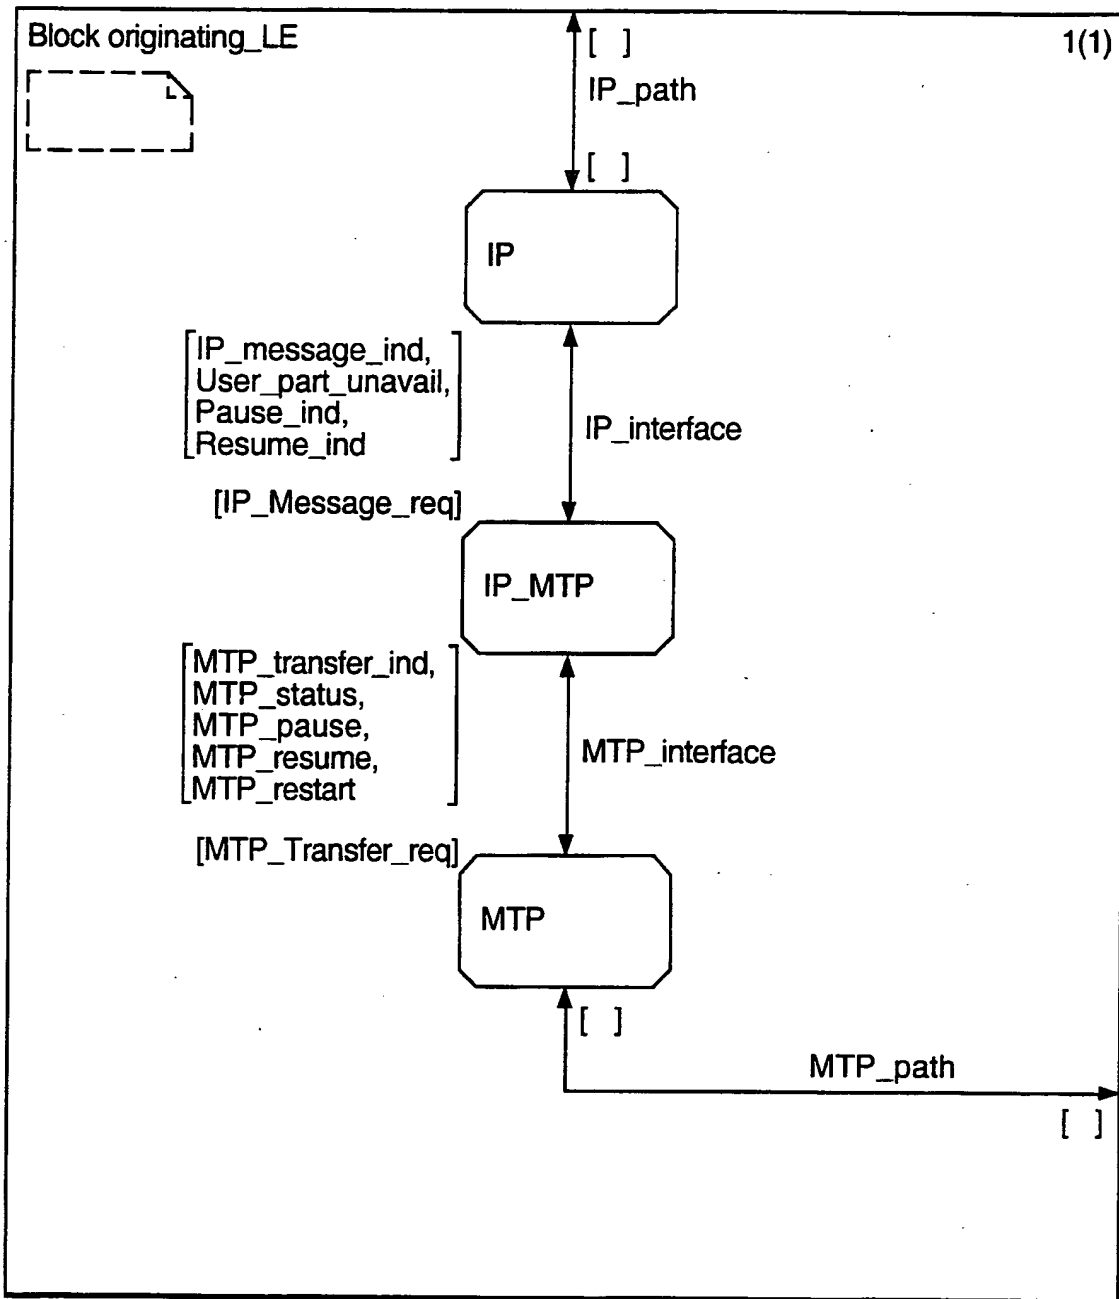 Block originating_LE
1(1)
[ ]
IP_path
[ ]
IP
[IP_message_ind,
User_part_unavail,
Pause_ind,
Resume_ind]
IP_interface
[IP_Message_req]
IP_MTP
[MTP_transfer_ind,
MTP_status,
MTP_pause,
MTP_resume,
MTP_restart]
MTP_interface
[MTP_Transfer_req]
MTP
[ ]
MTP_path
[ ]